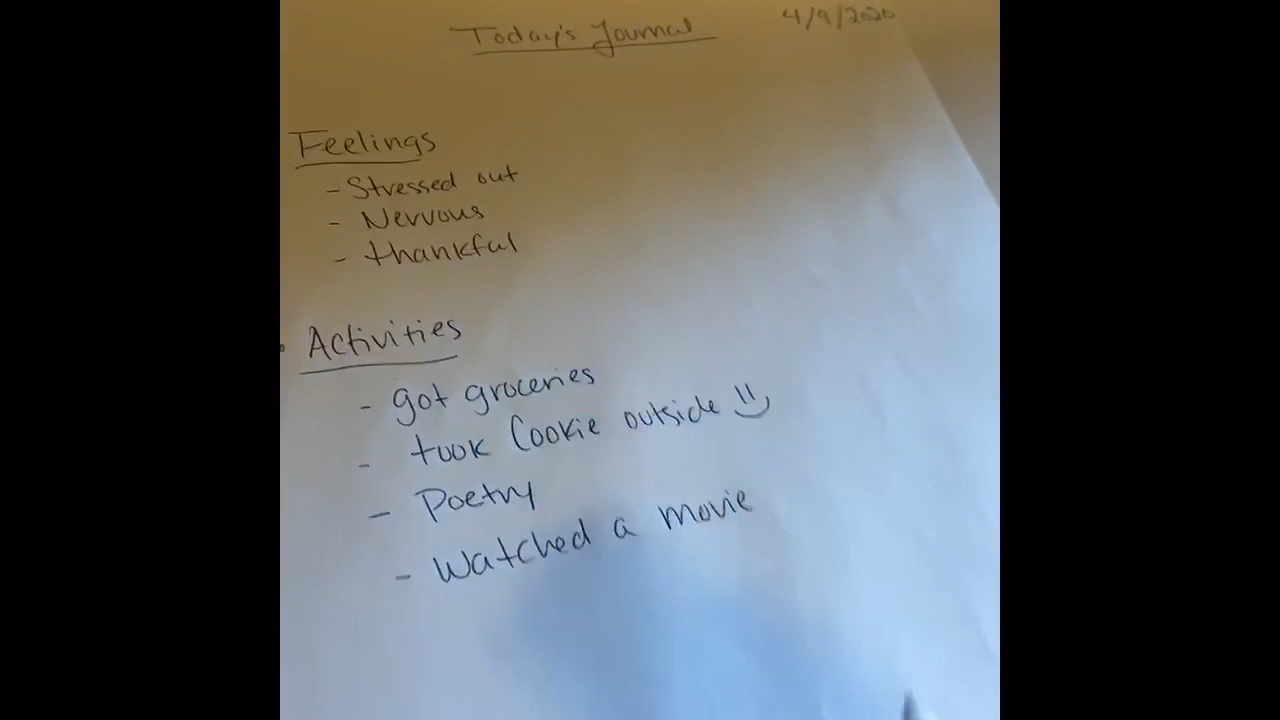 Today's Journal 4/9/2020
Feelings
- Stressed out
- Nervous
- thankful
Activities
- got groceries
- took Cookie outside
- Poetry
- Watched a movie